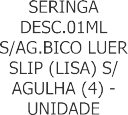 SERINGA
DESC.01ML
S/AG.BICO LUER
SLIP (LISA) S/
AGULHA (4) -
UNIDADE